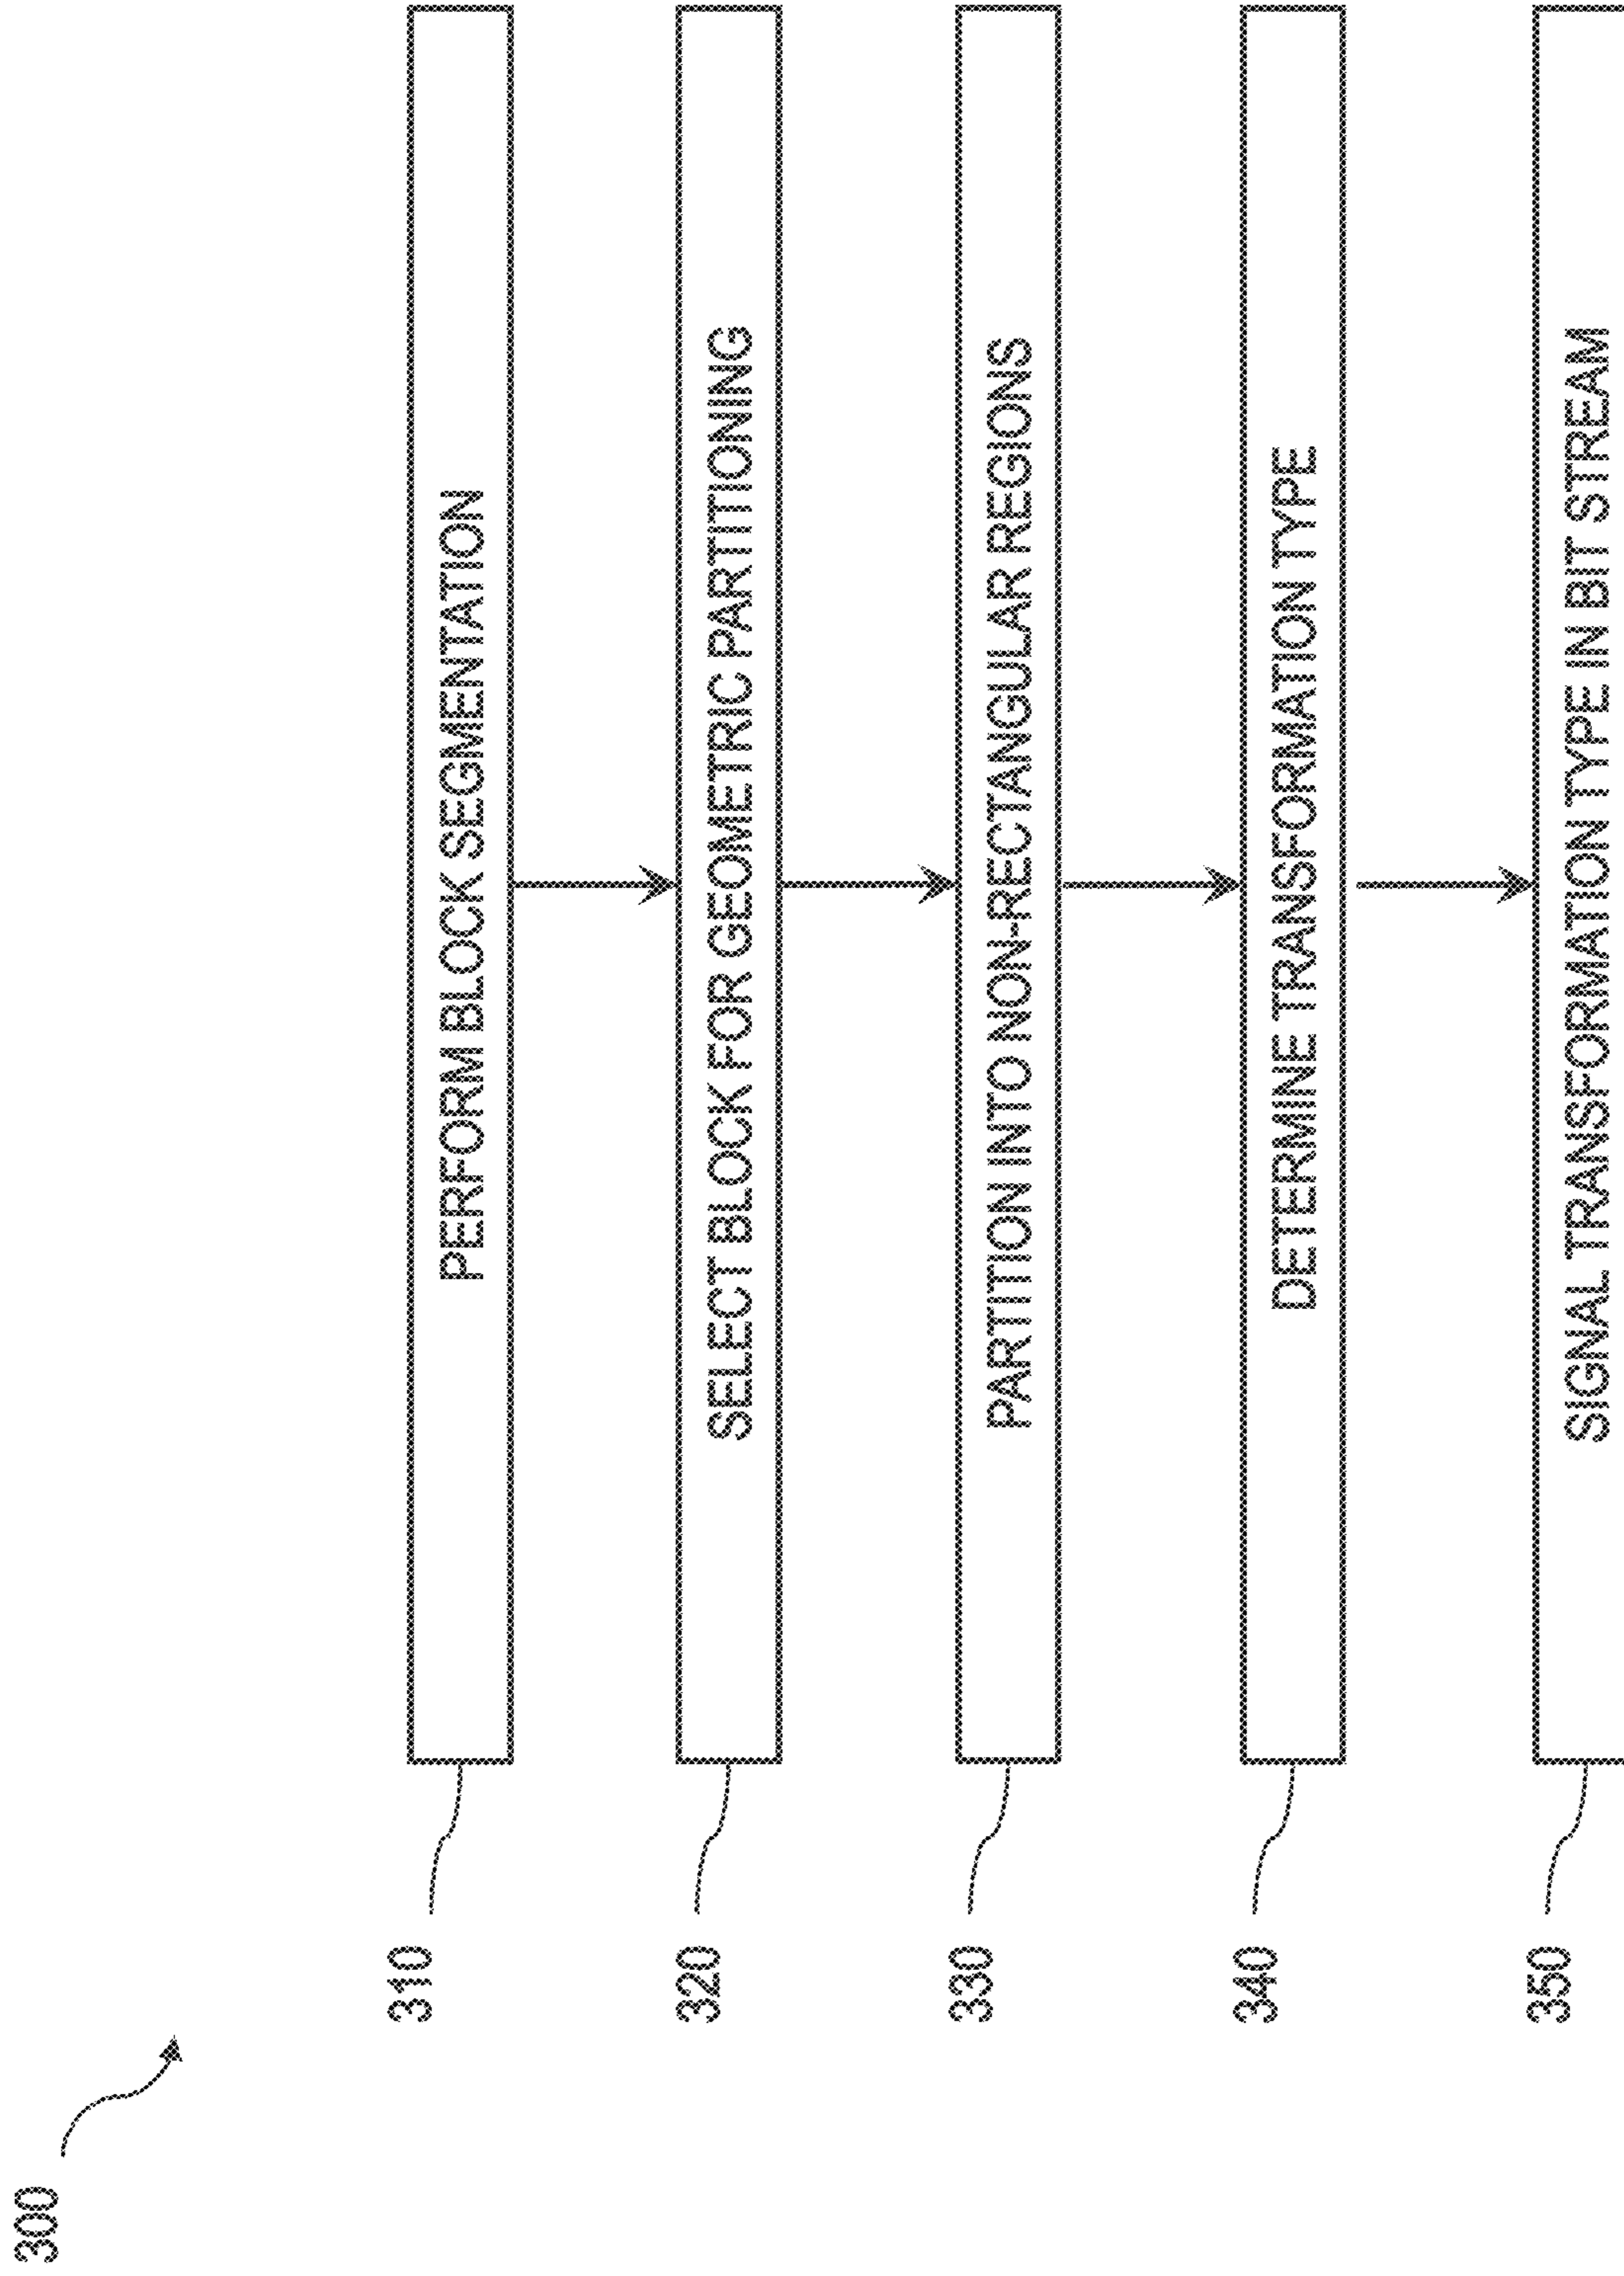 300
310
PERFORM BLOCK SEGMENTATION
320
SELECT BLOCK FOR GEOMETRIC PARTITIONING
330
PARTITION INTO NON-RECTANGULAR REGIONS
340
DETERMINE TRANSFORMATION TYPE
350
SIGNAL TRANSFORMATION TYPE IN BIT STREAM